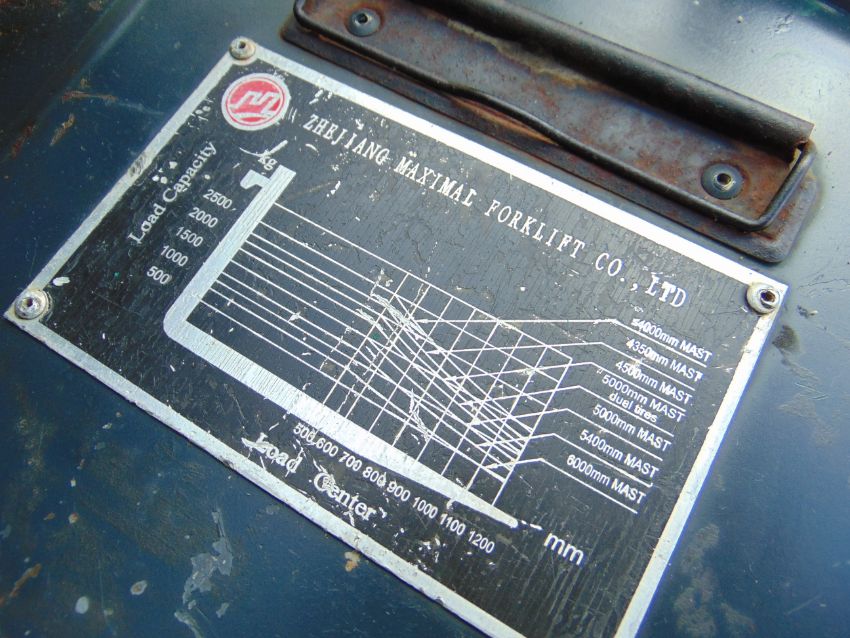 ZHEJIANG MAXIMAL FORKLIFT CO., LTD
Load Capacity
kg
2500
2000
1500
1000
500
≤4000mm MAST
4350mm MAST
4500mm MAST
5000mm MAST
duel tires
5000mm MAST
5400mm MAST
6000mm MAST
500 600 700 800 900 1000 1100 1200
mm
Load Center